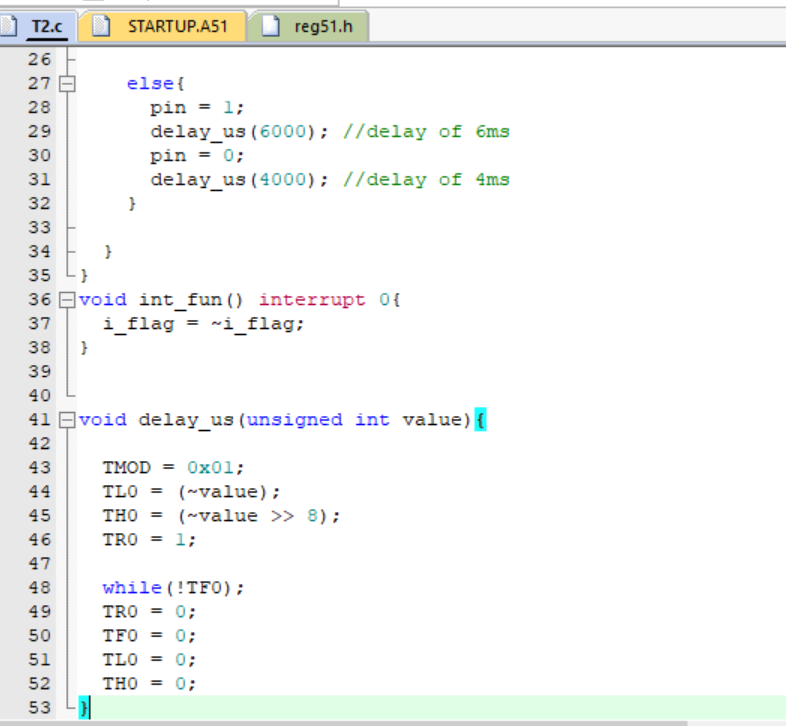 T2.c STARTUP.A51 reg51.h
26
27 else{
28 pin = 1;
29 delay_us(6000); //delay of 6ms
30 pin = 0;
31 delay_us(4000); //delay of 4ms
32 }
33
34 }
35 }
36 void int_fun() interrupt 0{
37 i_flag = ~i_flag;
38 }
39
40
41 void delay_us(unsigned int value){
42
43 TMOD = 0x01;
44 TL0 = (~value);
45 TH0 = (~value >> 8);
46 TR0 = 1;
47
48 while(!TF0);
49 TR0 = 0;
50 TF0 = 0;
51 TL0 = 0;
52 TH0 = 0;
53 }